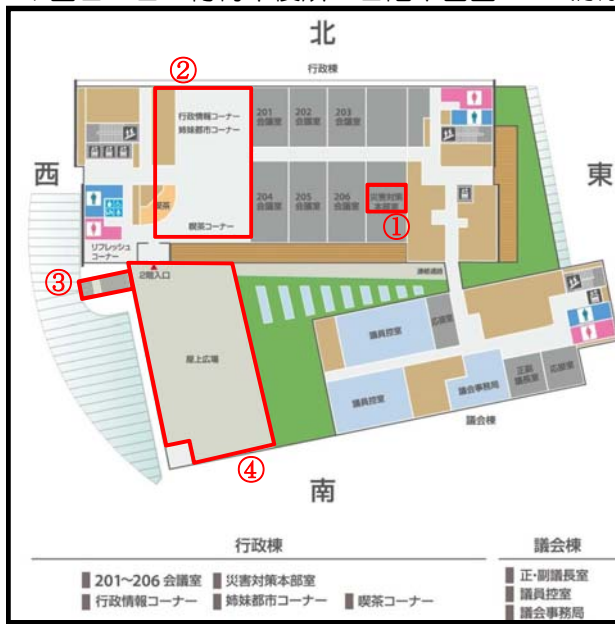 北
行政棟
②
行政情報コーナー
姉妹都市コーナー
201
会議室
202
会議室
203
会議室
西
東
204
会議室
205
会議室
206
会議室
災害対策
本部室
①
喫茶
喫茶コーナー
リフレッシュ
コーナー
③
2階入口
連絡通路
屋上広場
議員控室
応接室
議員控室
議会事務局
正副
議長室
応接室
議会棟
④
南
行政棟
議会棟
201～206 会議室
災害対策本部室
行政情報コーナー
姉妹都市コーナー
喫茶コーナー
正・副議長室
議員控室
議会事務局